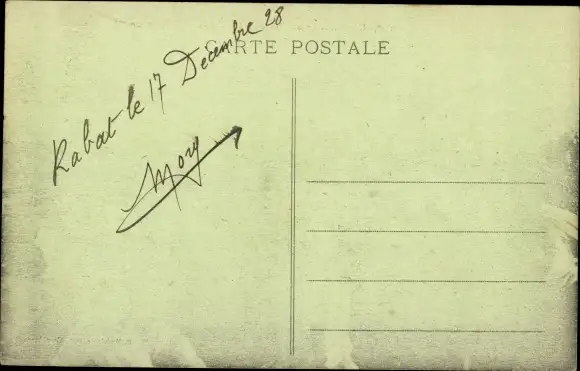 CARTE POSTALE
Rabat le 17 Décembre 28